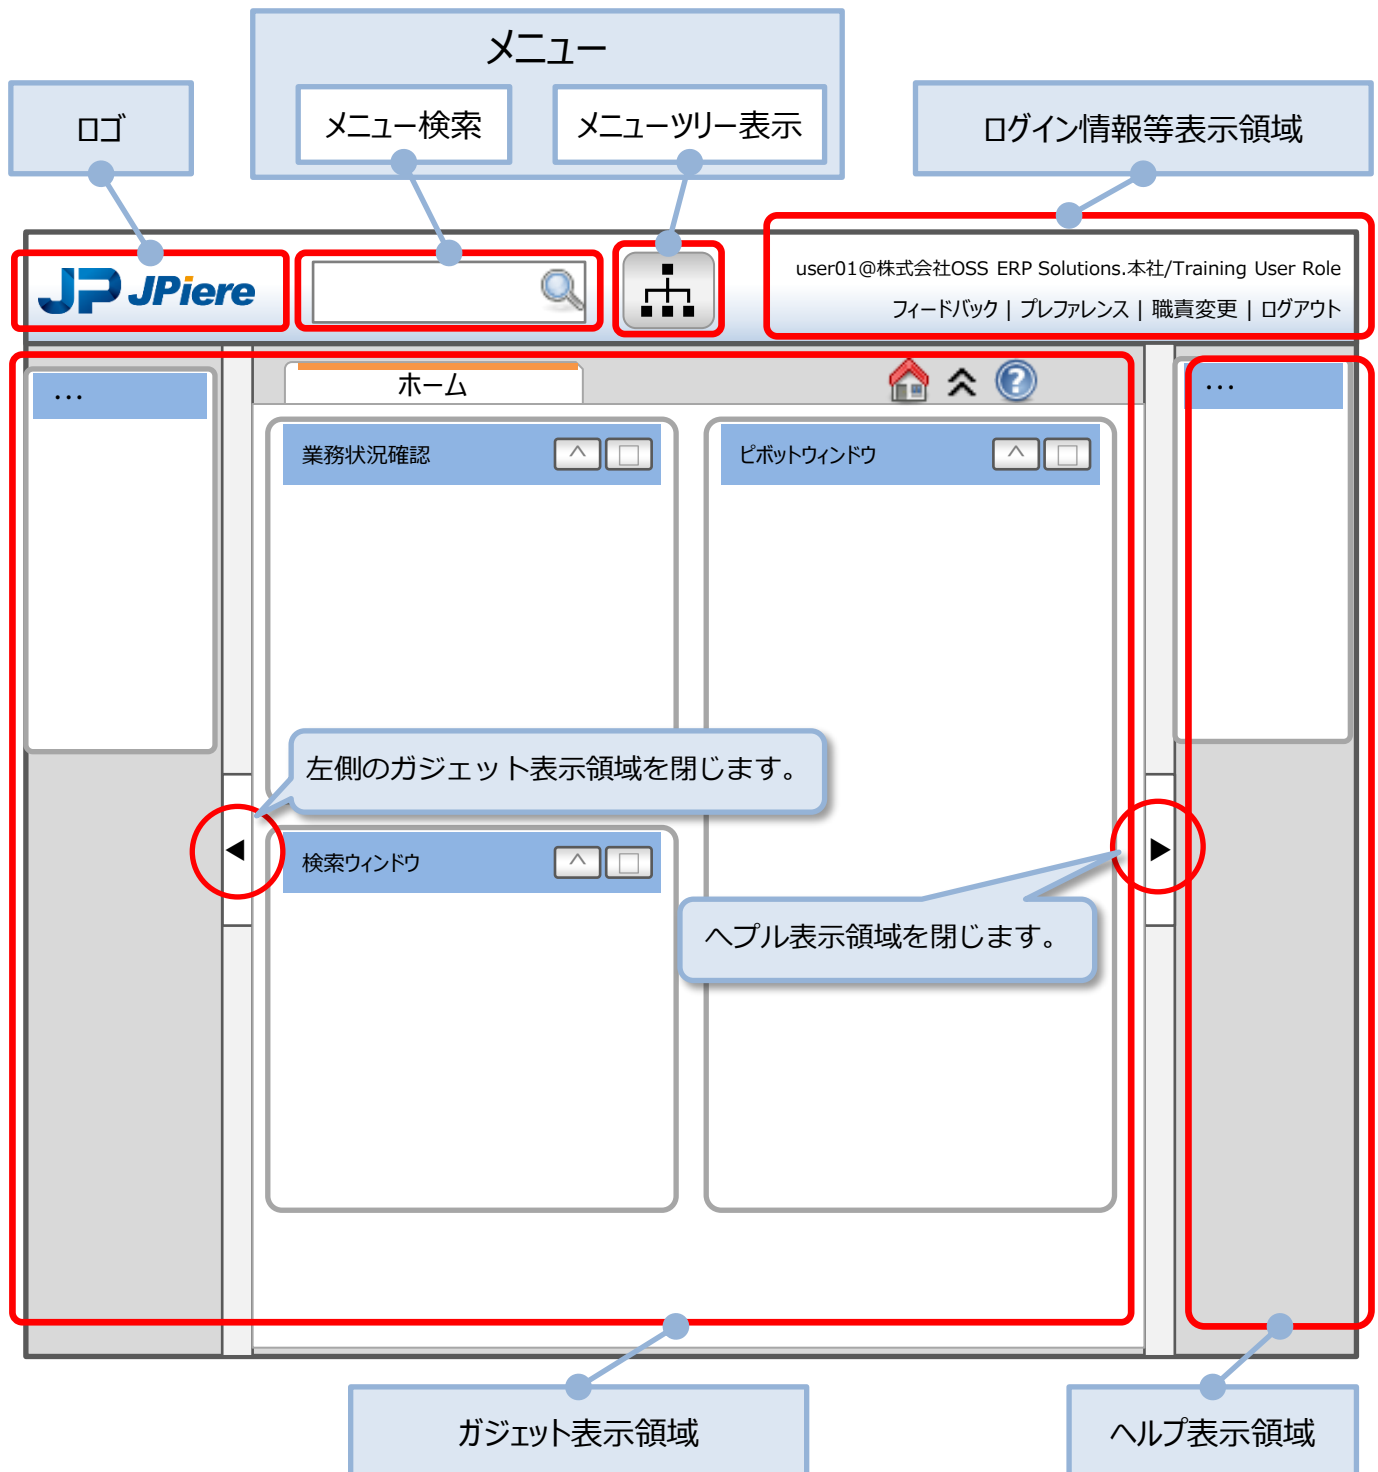 メニュー
ロゴ
メニュー検索
メニューツリー表示
ログイン情報等表示領域
JP JPiere
user01@株式会社OSS ERP Solutions.本社/Training User Role
フィードバック | プレファレンス | 職責変更 | ログアウト
...
ホーム
...
業務状況確認
ピボットウィンドウ
左側のガジェット表示領域を閉じます。
検索ウィンドウ
ヘプル表示領域を閉じます。
ガジェット表示領域
ヘルプ表示領域